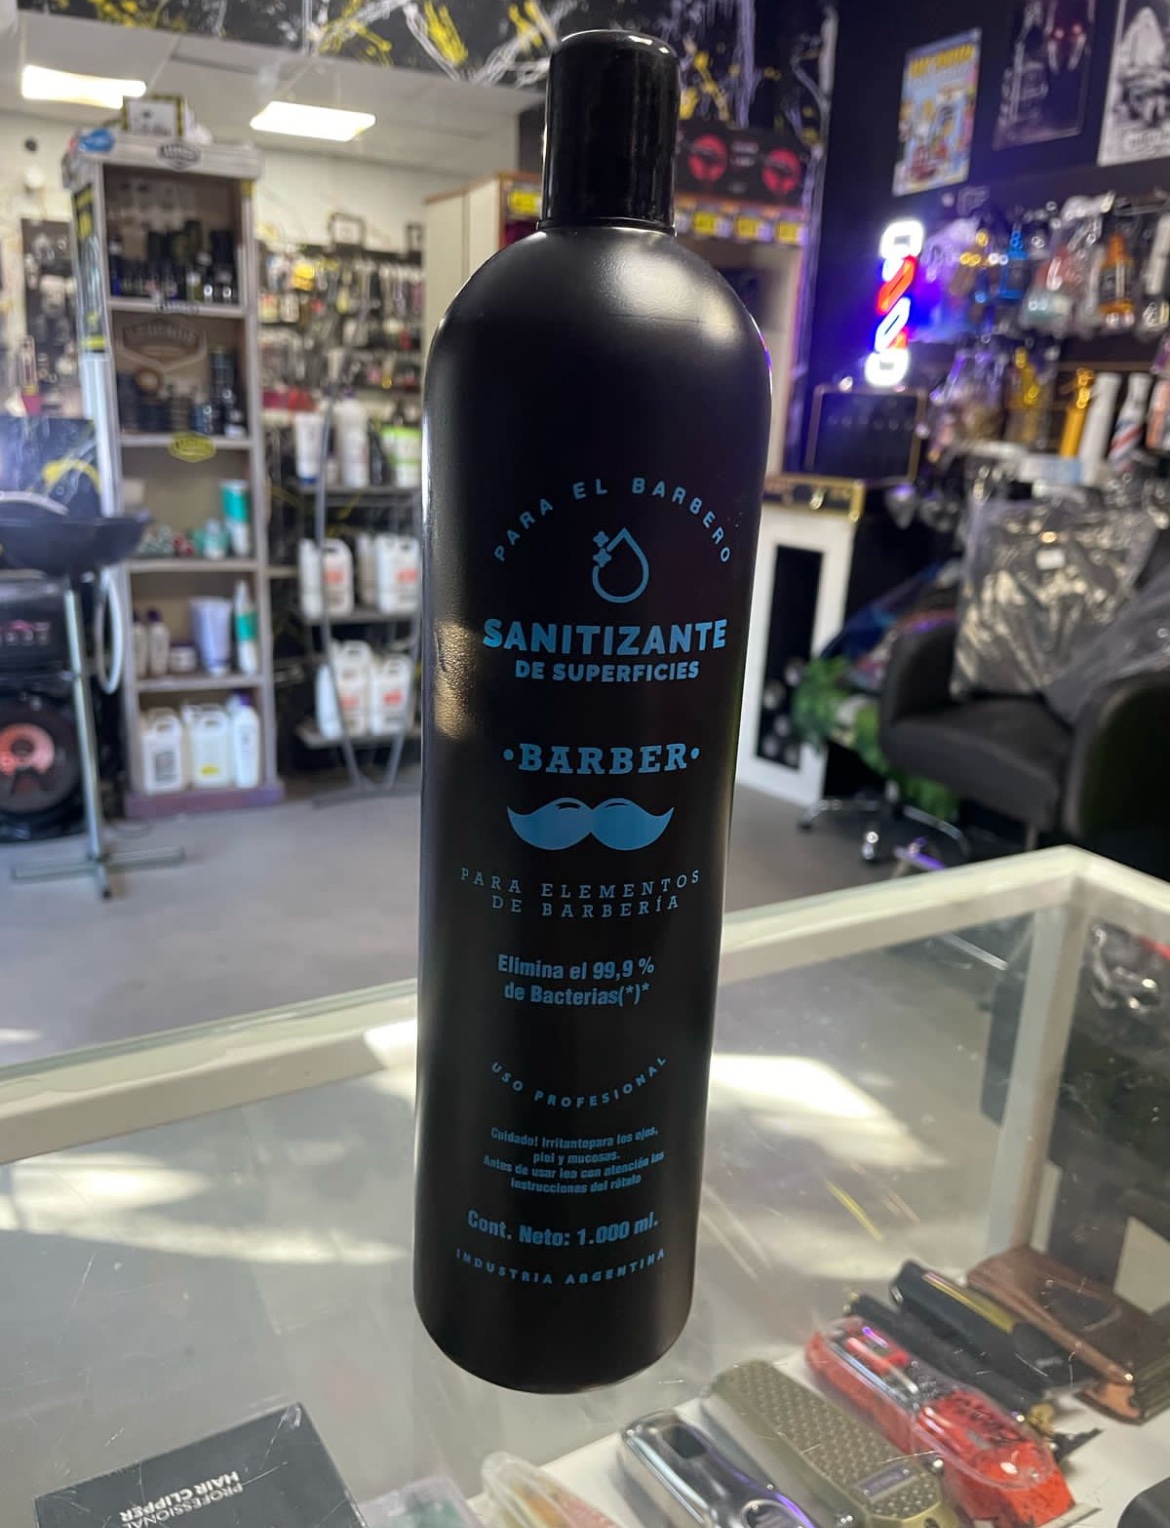 PARA EL BARBERO
SANITIZANTE
DE SUPERFICIES
•BARBER•
PARA ELEMENTOS
DE BARBERÍA
Elimina el 99,9 %
de Bacterias(*)*
USO PROFESIONAL
Cuidado! Irritantepara los ojos,
piel y mucosas.
Antes de usar lea con atención las
instrucciones del rótulo
Cont. Neto: 1.000 ml.
INDUSTRIA ARGENTINA
PROFESSIONAL
HAIR CLIPPER